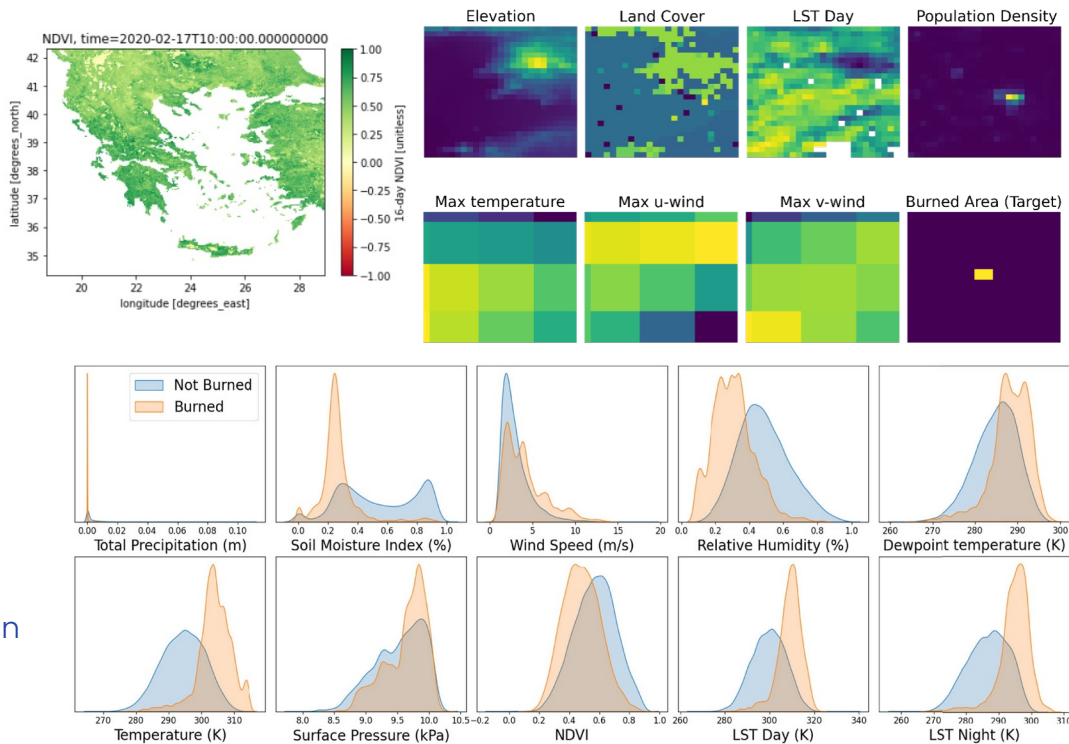 NDVI, time=2020-02-17T10:00:00.000000000
42
41
40
39
38
37
36
35
20 22 24 26 28
latitude [degrees_north]
longitude [degrees_east]
1.00
0.75
0.50
0.25
0.00
−0.25
−0.50
−0.75
−1.00
16-day NDVI [unitless]
Elevation Land Cover LST Day Population Density
Max temperature Max u-wind Max v-wind Burned Area (Target)
Not Burned
Burned
0.00 0.02 0.04 0.06 0.08 0.10
Total Precipitation (m)
0.0 0.2 0.4 0.6 0.8 1.0
Soil Moisture Index (%)
0 5 10 15 20
Wind Speed (m/s)
0.0 0.2 0.4 0.6 0.8 1.0
Relative Humidity (%)
260 270 280 290 300
Dewpoint temperature (K)
n
270 280 290 300 310
Temperature (K)
8.0 8.5 9.0 9.5 10.0 10.5
Surface Pressure (kPa)
−0.2 0.0 0.2 0.4 0.6 0.8 1.0
NDVI
260 280 300 320 340
LST Day (K)
260 270 280 290 300 310
LST Night (K)